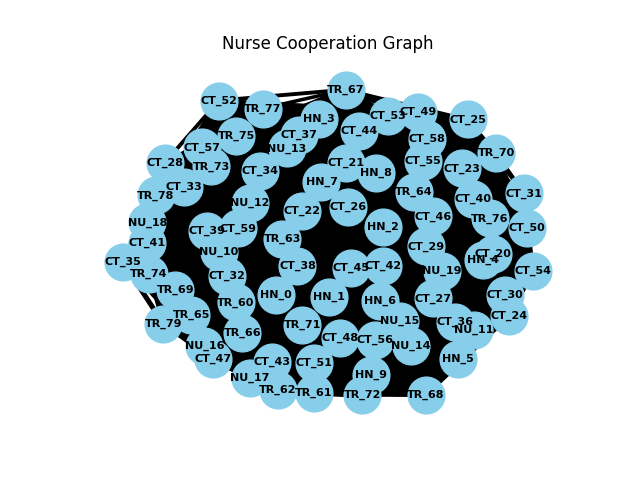 Nurse Cooperation Graph
TR_67
CT_52
TR_77
CT_53
CT_49
HN_3
CT_25
CT_44
CT_37
TR_75
CT_58
NU_13
CT_57
TR_70
CT_28
CT_21
CT_55
TR_73
CT_23
CT_34
HN_8
HN_7
CT_33
TR_78
TR_64
CT_31
CT_40
NU_12
CT_26
CT_22
CT_46
TR_76
NU_18
HN_2
CT_50
CT_59
CT_39
TR_63
CT_41
CT_29
NU_10
CT_20
HN_4
CT_35
CT_38
CT_45
CT_42
NU_19
CT_54
TR_74
CT_32
TR_69
HN_0
HN_1
CT_30
CT_27
HN_6
TR_60
TR_65
CT_24
NU_15
CT_36
TR_79
TR_71
NU_11
TR_66
CT_48
CT_56
NU_16
NU_14
CT_47
HN_5
CT_43
CT_51
HN_9
NU_17
TR_62
TR_61
TR_72
TR_68